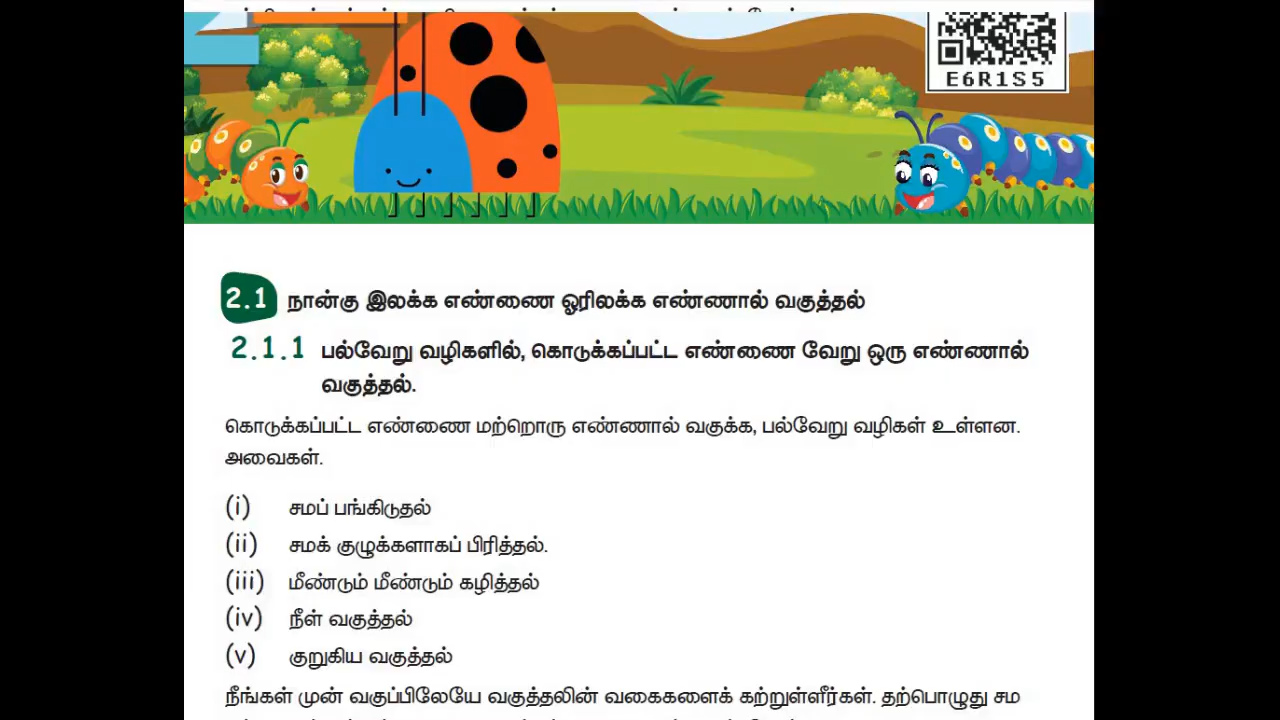 E6R1S5
2.1 நான்கு இலக்க எண்ணை ஓரிலக்க எண்ணால் வகுத்தல்
2.1.1 பல்வேறு வழிகளில், கொடுக்கப்பட்ட எண்ணை வேறு ஒரு எண்ணால்
வகுத்தல்.
கொடுக்கப்பட்ட எண்ணை மற்றொரு எண்ணால் வகுக்க, பல்வேறு வழிகள் உள்ளன.
அவைகள்.
(i) சமப் பங்கிடுதல்
(ii) சமக் குழுக்களாகப் பிரித்தல்.
(iii) மீண்டும் மீண்டும் கழித்தல்
(iv) நீள் வகுத்தல்
(v) குறுகிய வகுத்தல்
நீங்கள் முன் வகுப்பிலேயே வகுத்தலின் வகைகளைக் கற்றுள்ளீர்கள். தற்பொழுது சம